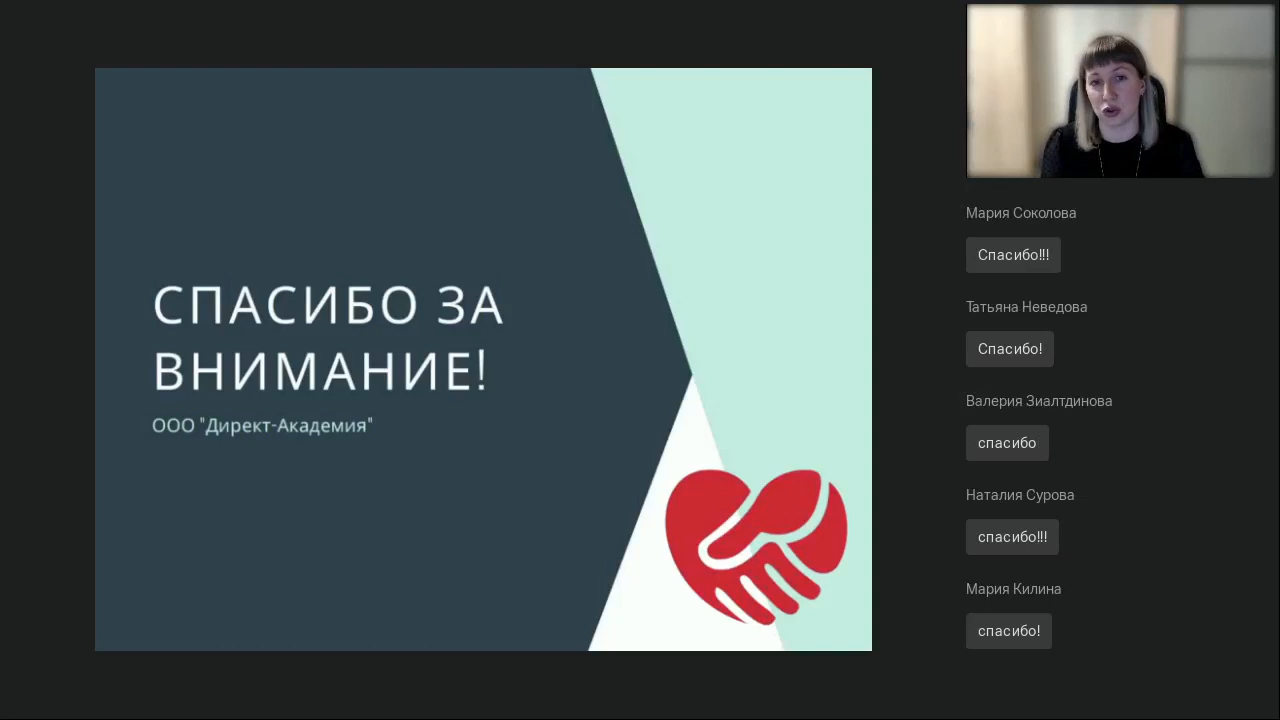 СПАСИБО ЗА
ВНИМАНИЕ!
ООО "Директ-Академия"
Мария Соколова
Спасибо!!!
Татьяна Неведова
Спасибо!
Валерия Зиалтдинова
спасибо
Наталия Сурова
спасибо!!!
Мария Килина
спасибо!